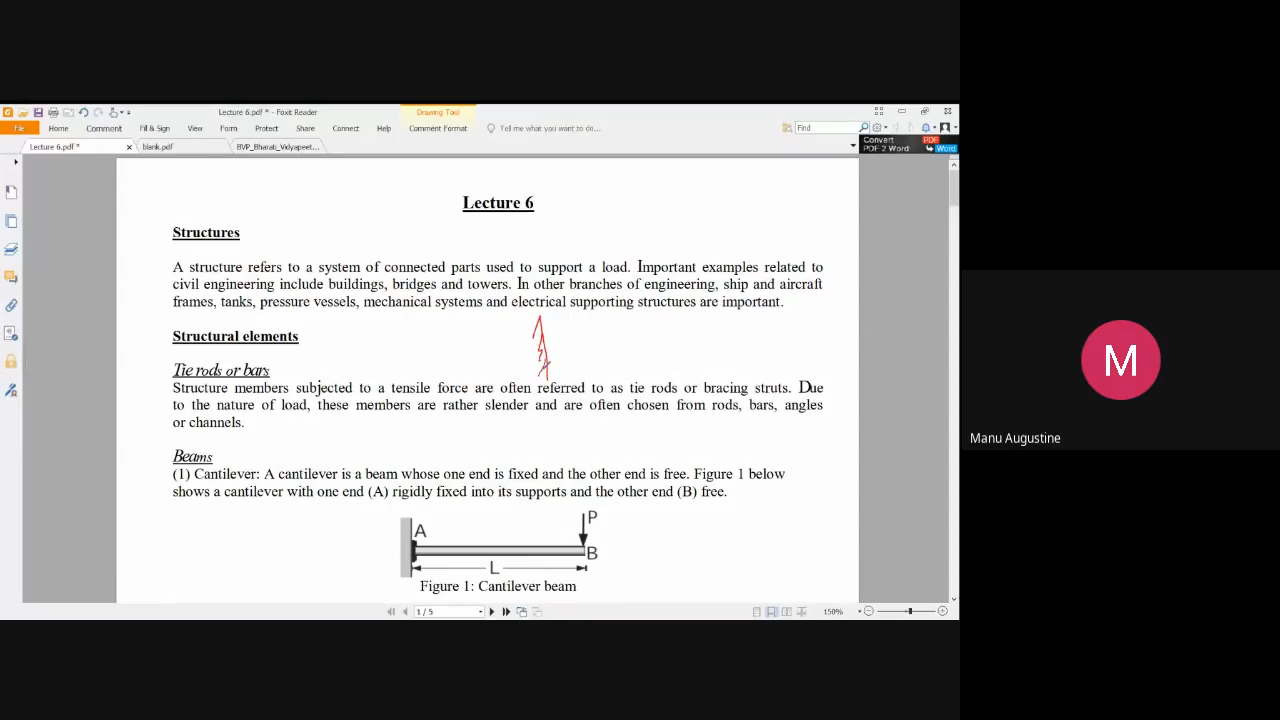 Lecture 6.pdf * - Foxit Reader
Drawing Tool
File Home Comment Fill & Sign View Form Protect Share Connect Help Comment Format Tell me what you want to do... Find
Lecture 6.pdf * blank.pdf BVP_Bharati_Vidyapeet...
Convert PDF
PDF 2 Word Word
Lecture 6
Structures
A structure refers to a system of connected parts used to support a load. Important examples related to
civil engineering include buildings, bridges and towers. In other branches of engineering, ship and aircraft
frames, tanks, pressure vessels, mechanical systems and electrical supporting structures are important.
Structural elements
Tie rods or bars
Structure members subjected to a tensile force are often referred to as tie rods or bracing struts. Due
to the nature of load, these members are rather slender and are often chosen from rods, bars, angles
or channels.
Beams
(1) Cantilever: A cantilever is a beam whose one end is fixed and the other end is free. Figure 1 below
shows a cantilever with one end (A) rigidly fixed into its supports and the other end (B) free.
P
A
B
L
Figure 1: Cantilever beam
1 / 5
150%
M
Manu Augustine